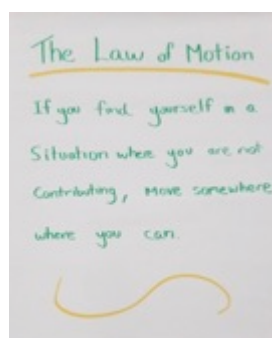 The Law of Motion
If you find yourself in a
Situation where you are not
Contributing, Move somewhere
where you can.